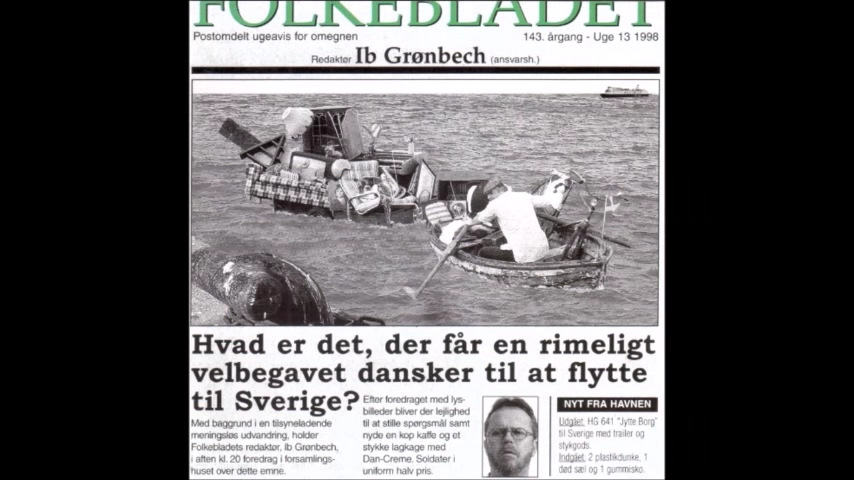 FOLKEBLADET
Postomdelt ugeavis for omegnen
143. årgang - Uge 13 1998
Redaktør Ib Grønbech (ansvarsh.)
Hvad er det, der får en rimeligt
velbegavet dansker til at flytte
til Sverige?
Med baggrund i en tilsyneladende
meningsløs udvandring, holder
Folkebladets redaktør, Ib Grønbech,
i aften kl. 20 foredrag i forsamlings-
huset over dette emne.
Efter foredraget med lys-
billeder bliver der lejlighed
til at stille spørgsmål samt
nyde en kop kaffe og et
stykke lagkage med
Dan-Creme. Soldater i
uniform halv pris.
NYT FRA HAVNEN
Udgået: HG 641 "Jytte Borg"
til Sverige med trailer og
stykgods.
Indgået: 2 plastikdunke, 1
død sæl og 1 gummisko.